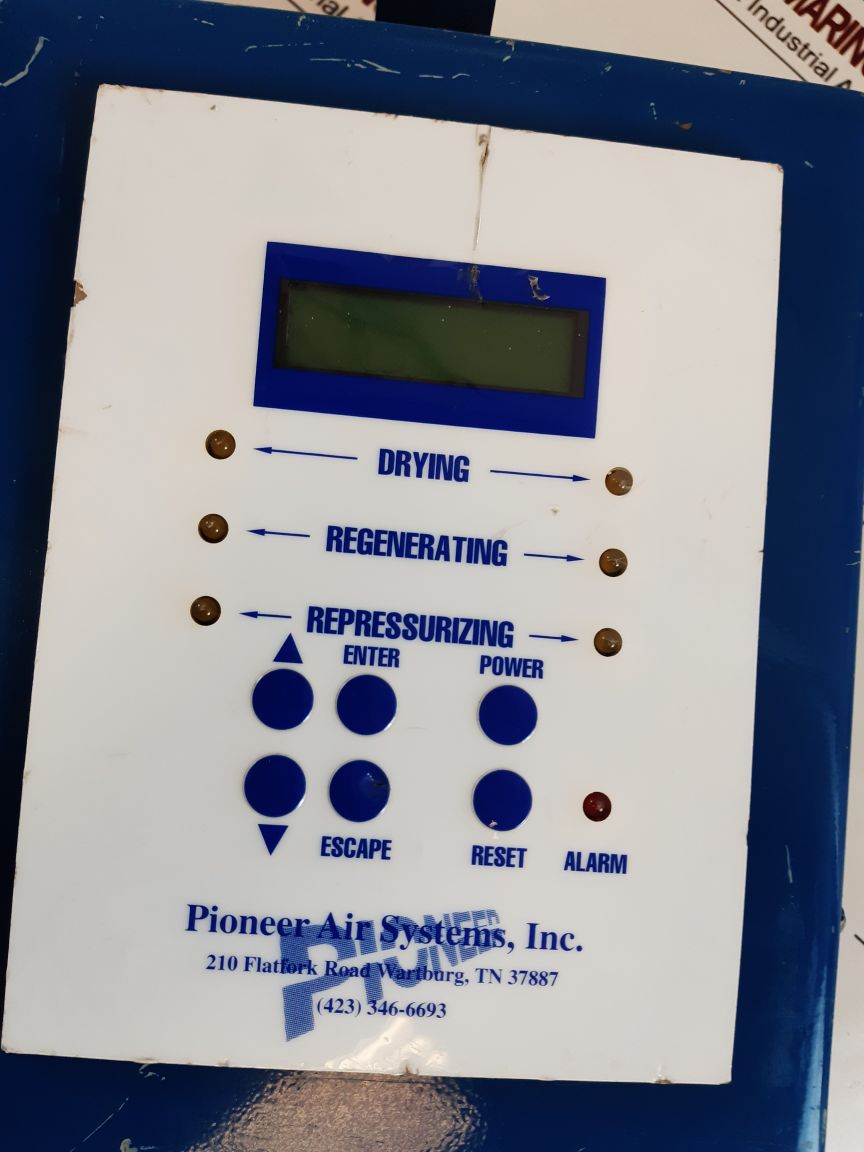 MARIN
Industrial A
DRYING
REGENERATING
REPRESSURIZING
ENTER POWER
ESCAPE RESET ALARM
Pioneer Air Systems, Inc.
PIONEER
210 Flatfork Road Wartburg, TN 37887
(423) 346-6693